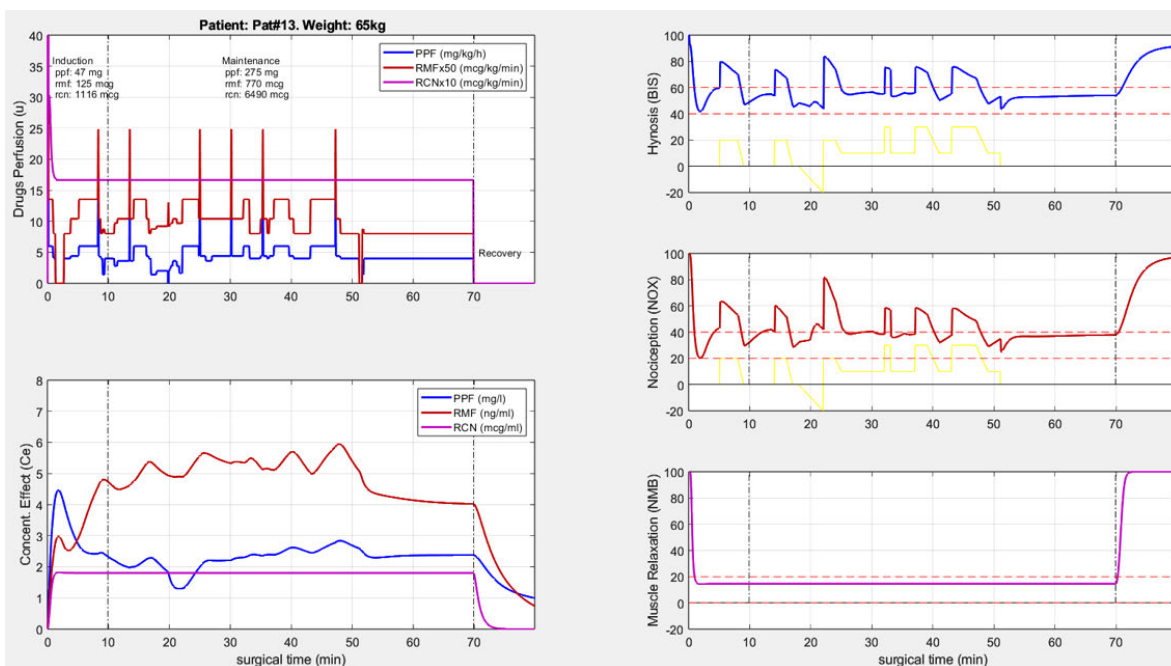 Patient: Pat#13. Weight: 65kg
Drugs Perfusion (u)
40
35
30
25
20
15
10
5
0
Induction
ppf: 47 mg
rmf: 125 mcg
rcn: 1116 mcg
Maintenance
ppf: 275 mg
rmf: 770 mcg
rcn: 6490 mcg
PPF (mg/kg/h)
RMFx50 (mcg/kg/min)
RCNx10 (mcg/kg/min)
Recovery
0 10 20 30 40 50 60 70
Concent. Effect (Ce)
8
7
6
5
4
3
2
1
0
PPF (mg/l)
RMF (ng/ml)
RCN (mcg/ml)
0 10 20 30 40 50 60 70
surgical time (min)
Hynosis (BIS)
100
80
60
40
20
0
-20
0 10 20 30 40 50 60 70
Nociception (NOX)
100
80
60
40
20
0
-20
0 10 20 30 40 50 60 70
Muscle Relaxation (NMB)
100
80
60
40
20
0
-20
0 10 20 30 40 50 60 70
surgical time (min)